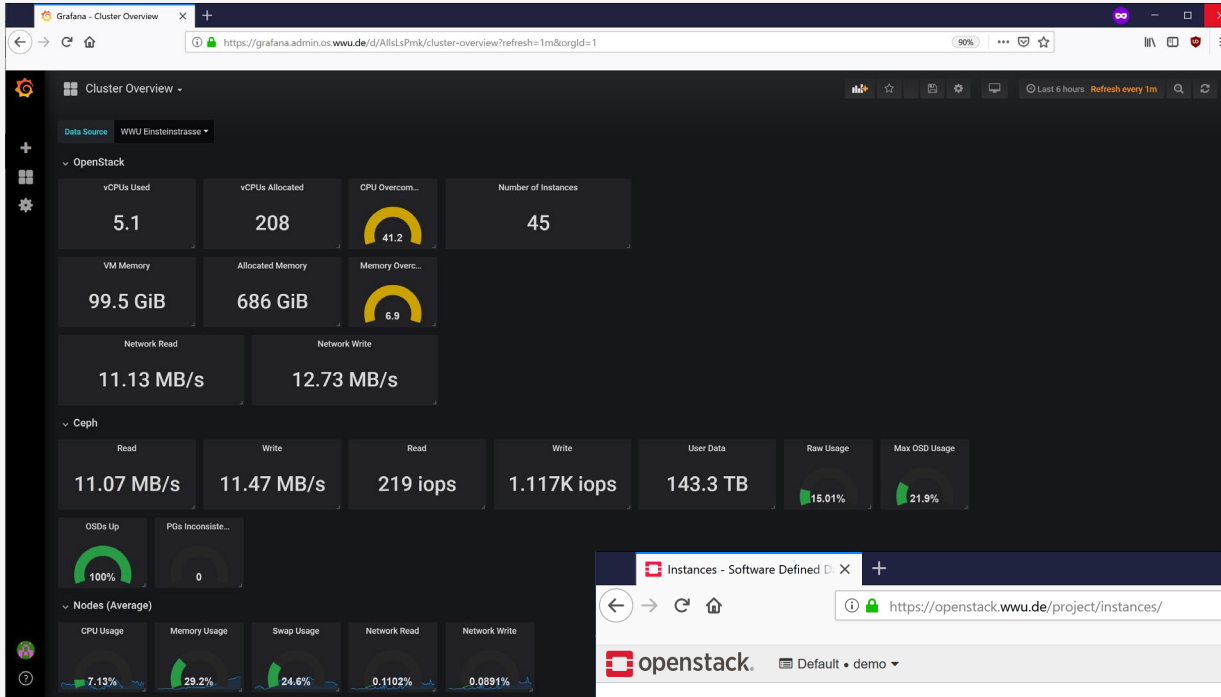 Grafana - Cluster Overview
https://grafana.admin.os.wwu.de/d/AllsLsPmk/cluster-overview?refresh=1m&orgId=1
90%
Cluster Overview
Last 6 hours Refresh every 1m
Data Source WWU Einsteinstrasse
OpenStack
vCPUs Used
5.1
vCPUs Allocated
208
CPU Overcom...
41.2
Number of Instances
45
VM Memory
99.5 GiB
Allocated Memory
686 GiB
Memory Overc...
6.9
Network Read
11.13 MB/s
Network Write
12.73 MB/s
Ceph
Read
11.07 MB/s
Write
11.47 MB/s
Read
219 iops
Write
1.117K iops
User Data
143.3 TB
Raw Usage
15.01%
Max OSD Usage
21.9%
OSDs Up
100%
PGs Inconsiste...
0
Nodes (Average)
CPU Usage
7.13%
Memory Usage
29.2%
Swap Usage
24.6%
Network Read
0.1102%
Network Write
0.0891%
Instances - Software Defined D
https://openstack.wwu.de/project/instances/
openstack.
Default • demo